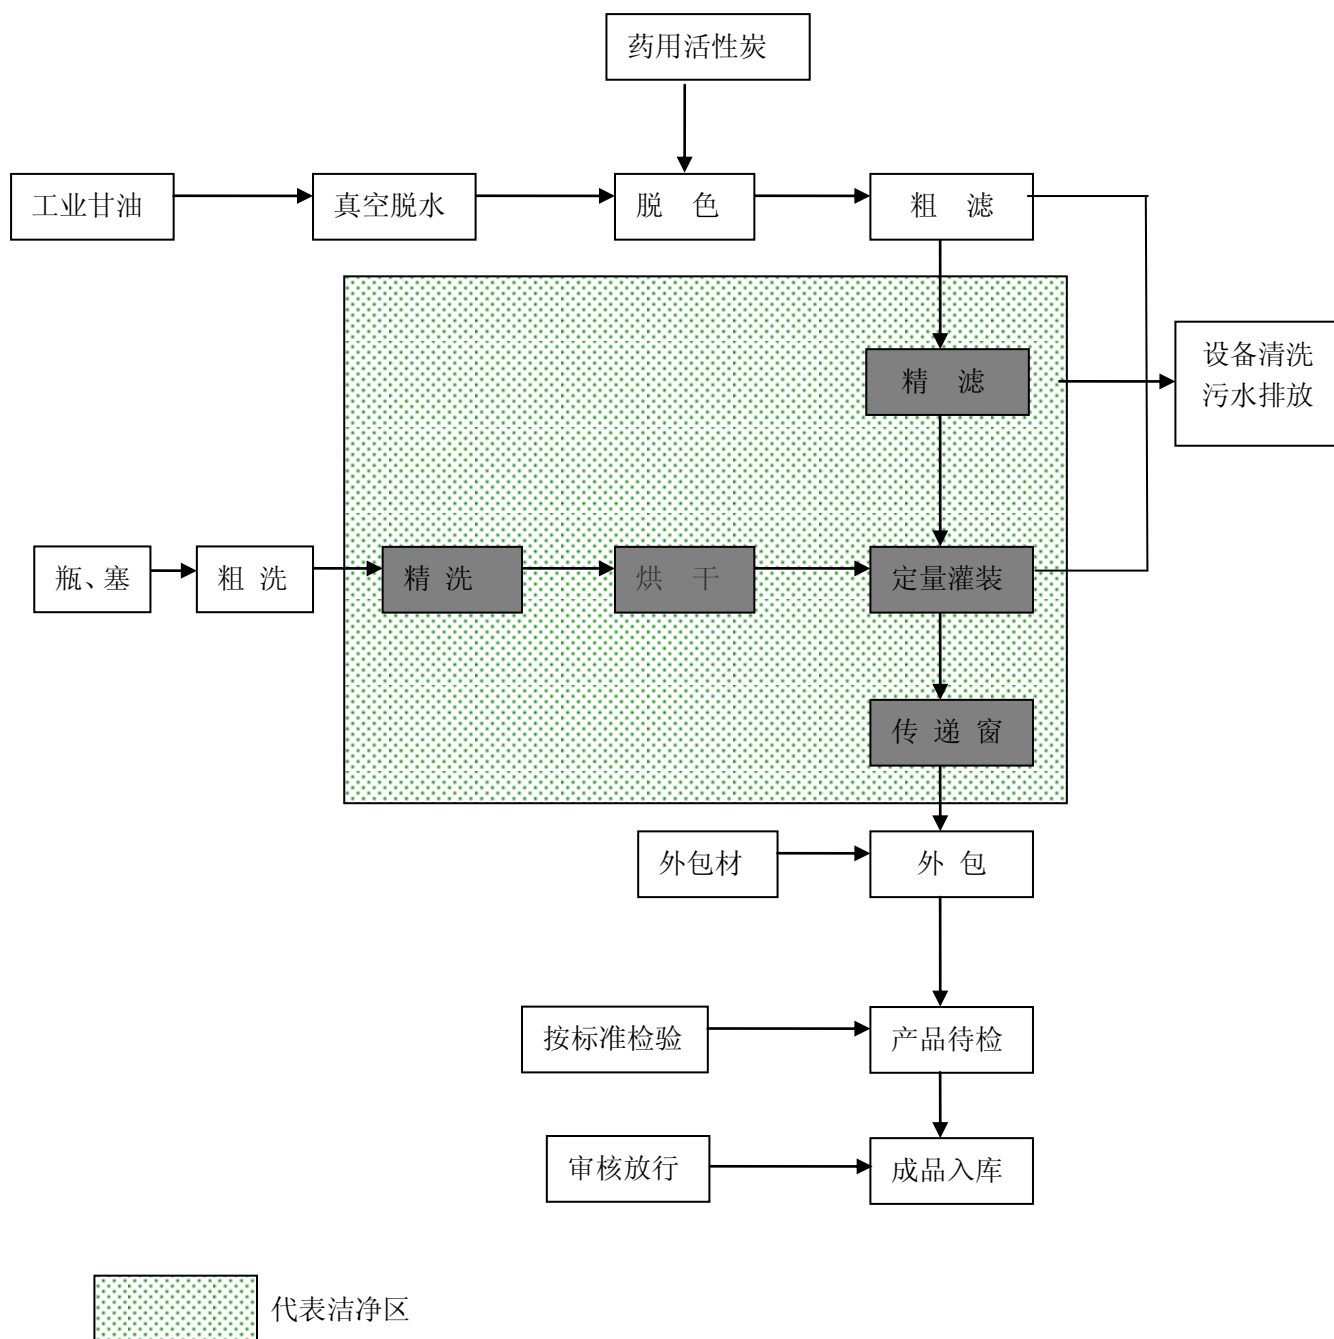 药用活性炭
工业甘油
真空脱水
脱 色
粗 滤
精 滤
设备清洗
污水排放
瓶、塞
粗 洗
精 洗
烘 干
定量灌装
传 递 窗
外包材
外 包
按标准检验
产品待检
审核放行
成品入库
代表洁净区